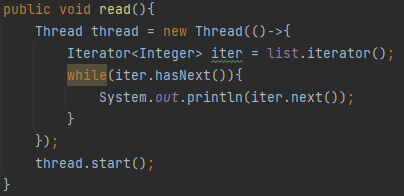 public void read(){
    Thread thread = new Thread(()->{
        Iterator<Integer> iter = list.iterator();
        while(iter.hasNext()){
            System.out.println(iter.next());
        }
    });
    thread.start();
}